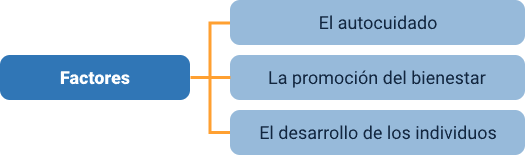 Factores
El autocuidado
La promoción del bienestar
El desarrollo de los individuos